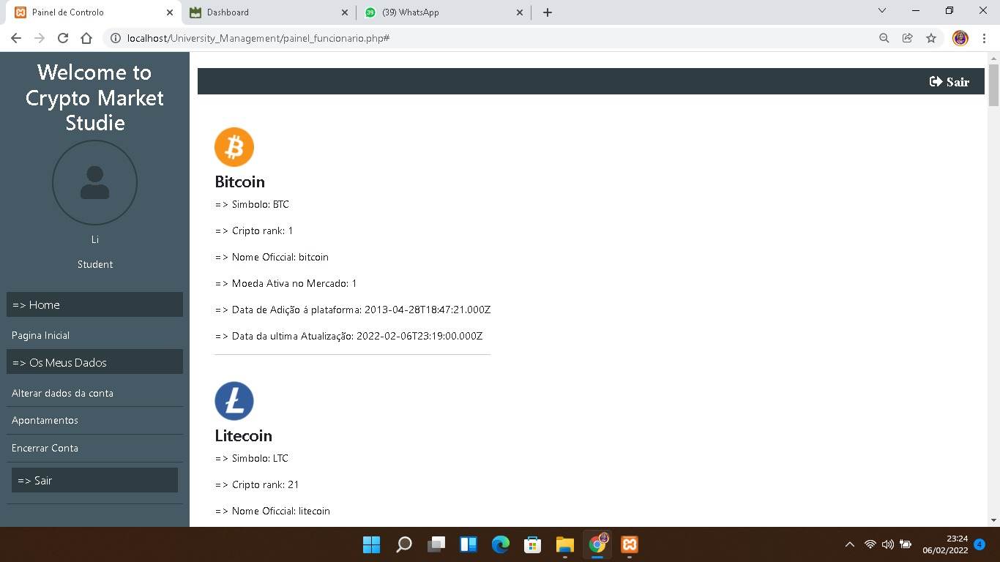 Painel de Controlo
Dashboard
39
(39) WhatsApp
localhost/University_Management/painel_funcionario.php#
Welcome to
Crypto Market
Studie
Li
Student
=> Home
Pagina Inicial
=> Os Meus Dados
Alterar dados da conta
Apontamentos
Encerrar Conta
=> Sair
Sair
Bitcoin
=> Simbolo: BTC
=> Cripto rank: 1
=> Nome Oficcial: bitcoin
=> Moeda Ativa no Mercado: 1
=> Data de Adição á plataforma: 2013-04-28T18:47:21.000Z
=> Data da ultima Atualização: 2022-02-06T23:19:00.000Z
Litecoin
=> Simbolo: LTC
=> Cripto rank: 21
=> Nome Oficcial: litecoin
23:24
06/02/2022
4